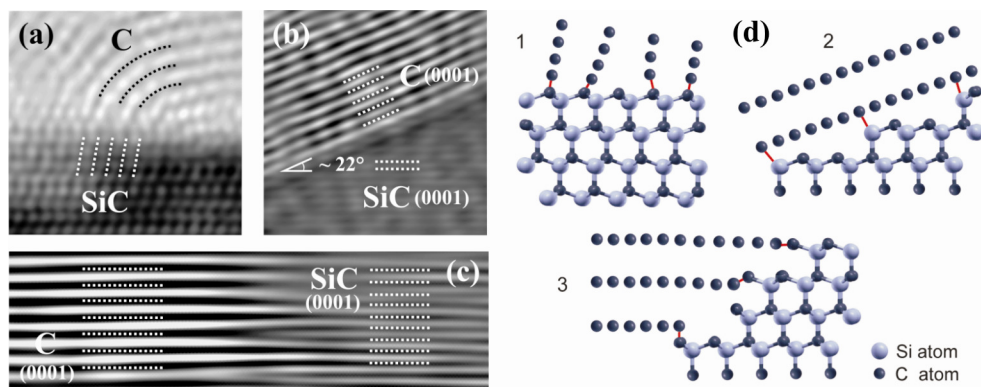 (a)
C
SiC
(b)
C (0001)
~ 22°
SiC (0001)
SiC
(0001)
(c)
C
(0001)
1
(d)
2
3
Si atom
C atom